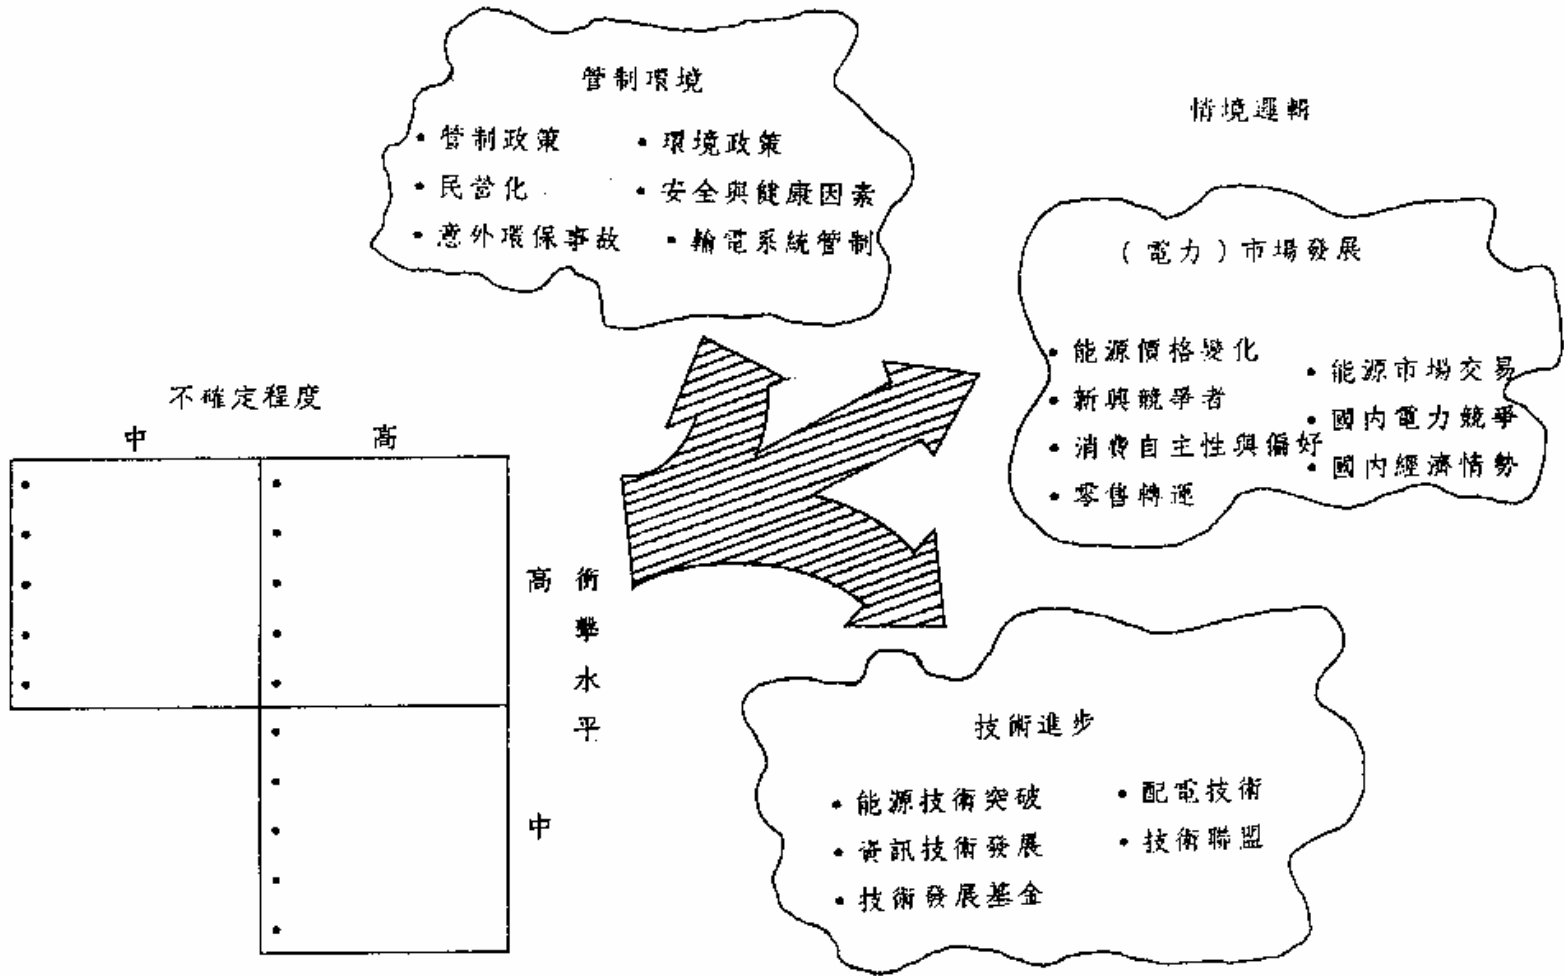 管制環境
• 管制政策
• 環境政策
• 民營化
• 安全與健康因素
• 意外環保事故
• 輸電系統管制
情境邏輯
（電力）市場發展
• 能源價格變化
• 能源市場交易
• 新興競爭者
• 國內電力競爭
• 消費自主性與偏好
• 國內經濟情勢
• 零售轉運
不確定程度
中
高
高
衝擊水平
中
技術進步
• 能源技術突破
• 配電技術
• 資訊技術發展
• 技術聯盟
• 技術發展基金